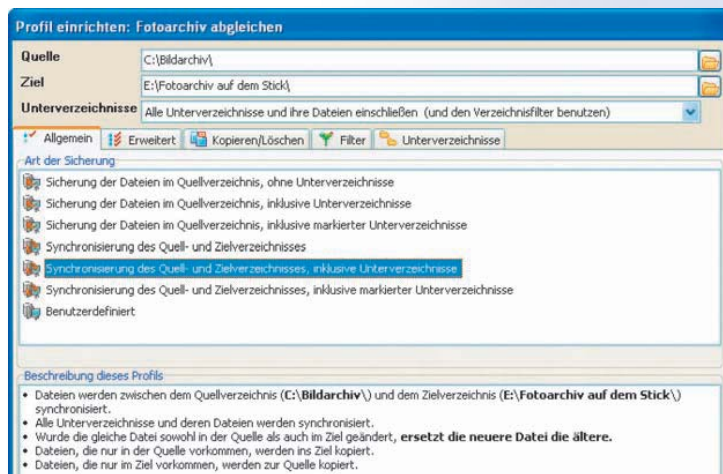 Profil einrichten: Fotoarchiv abgleichen
Quelle C:\Bildarchiv\
Ziel E:\Fotoarchiv auf dem Stick\
Unterverzeichnisse Alle Unterverzeichnisse und ihre Dateien einschließen (und den Verzeichnisfilter benutzen)
Allgemein Erweitert Kopieren/Löschen Filter Unterverzeichnisse
Art der Sicherung
Sicherung der Dateien im Quellverzeichnis, ohne Unterverzeichnisse
Sicherung der Dateien im Quellverzeichnis, inklusive Unterverzeichnisse
Sicherung der Dateien im Quellverzeichnis, inklusive markierter Unterverzeichnisse
Synchronisierung des Quell- und Zielverzeichnisses
Synchronisierung des Quell- und Zielverzeichnisses, inklusive Unterverzeichnisse
Synchronisierung des Quell- und Zielverzeichnisses, inklusive markierter Unterverzeichnisse
Benutzerdefiniert
Beschreibung dieses Profils
• Dateien werden zwischen dem Quellverzeichnis (C:\Bildarchiv\) und dem Zielverzeichnis (E:\Fotoarchiv auf dem Stick\)
synchronisiert.
• Alle Unterverzeichnisse und deren Dateien werden synchronisiert.
• Wurde die gleiche Datei sowohl in der Quelle als auch im Ziel geändert, ersetzt die neuere Datei die ältere.
• Dateien, die nur in der Quelle vorkommen, werden ins Ziel kopiert.
• Dateien, die nur im Ziel vorkommen, werden zur Quelle kopiert.